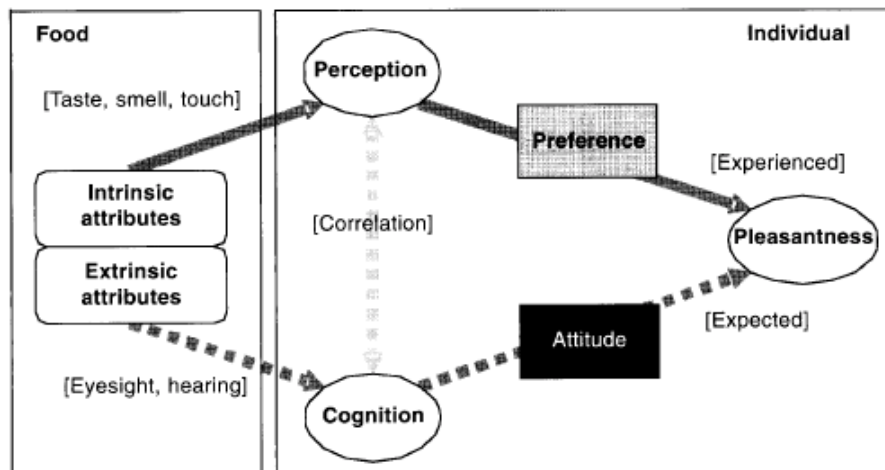 Food
Individual
Perception
[Taste, smell, touch]
Preference
[Experienced]
Intrinsic
attributes
[Correlation]
Pleasantness
Extrinsic
attributes
Attitude
[Expected]
[Eyesight, hearing]
Cognition